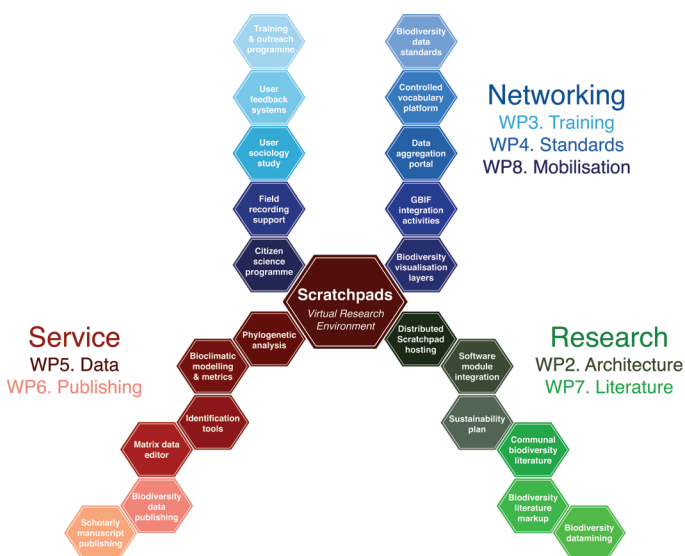 Training
& outreach
programme
Biodiversity
data
standards
User
feedback
systems
Controlled
vocabulary
platform
Networking
WP3. Training
WP4. Standards
WP8. Mobilisation
User
sociology
study
Data
aggregation
portal
Field
recording
support
GBIF
integration
activities
Citizen
science
programme
Biodiversity
visualisation
layers
Scratchpads
Virtual Research
Environment
Service
WP5. Data
WP6. Publishing
Phylogenetic
analysis
Distributed
Scratchpad
hosting
Research
WP2. Architecture
WP7. Literature
Bioclimatic
modelling
& metrics
Software
module
integration
Identification
tools
Sustainability
plan
Matrix data
editor
Communal
biodiversity
literature
Biodiversity
data
publishing
Biodiversity
literature
markup
Scholarly
manuscript
publishing
Biodiversity
datamining